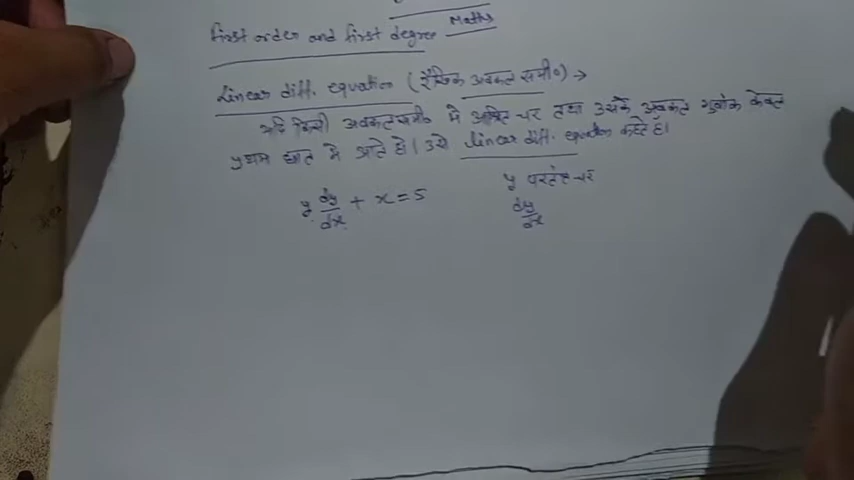 Maths
first order and first degree
Linear diff. equation (रैखिक अवकल समी०) →
यदि किसी अवकल समी० मे आश्रित चर तथा उसके अवकल गुणांक केवल
प्रथम घात मे आते हो। उसे linear diff. equation कहते हैं।
y dy/dx + x = 5
y परतंत्र चर
dy/dx